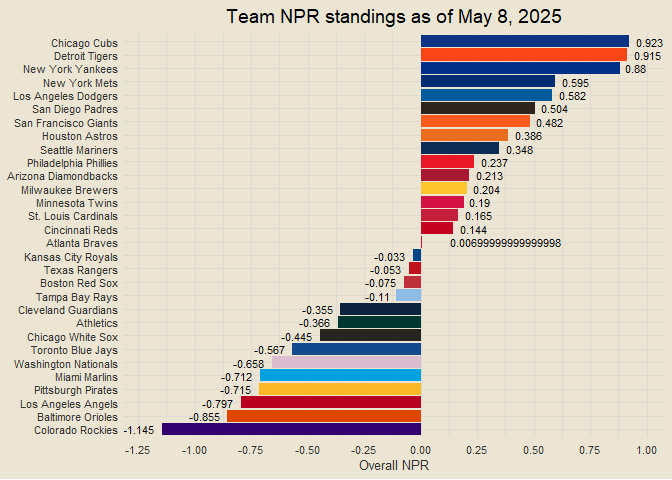 Team NPR standings as of May 8, 2025
Chicago Cubs 0.923
Detroit Tigers 0.915
New York Yankees 0.88
New York Mets 0.595
Los Angeles Dodgers 0.582
San Diego Padres 0.504
San Francisco Giants 0.482
Houston Astros 0.386
Seattle Mariners 0.348
Philadelphia Phillies 0.237
Arizona Diamondbacks 0.213
Milwaukee Brewers 0.204
Minnesota Twins 0.19
St. Louis Cardinals 0.165
Cincinnati Reds 0.144
Atlanta Braves 0.00699999999999998
Kansas City Royals -0.033
Texas Rangers -0.053
Boston Red Sox -0.075
Tampa Bay Rays -0.11
Cleveland Guardians -0.355
Athletics -0.366
Chicago White Sox -0.445
Toronto Blue Jays -0.567
Washington Nationals -0.658
Miami Marlins -0.712
Pittsburgh Pirates -0.715
Los Angeles Angels -0.797
Baltimore Orioles -0.855
Colorado Rockies -1.145
-1.25 -1.00 -0.75 -0.50 -0.25 0.00 0.25 0.50 0.75 1.00
Overall NPR